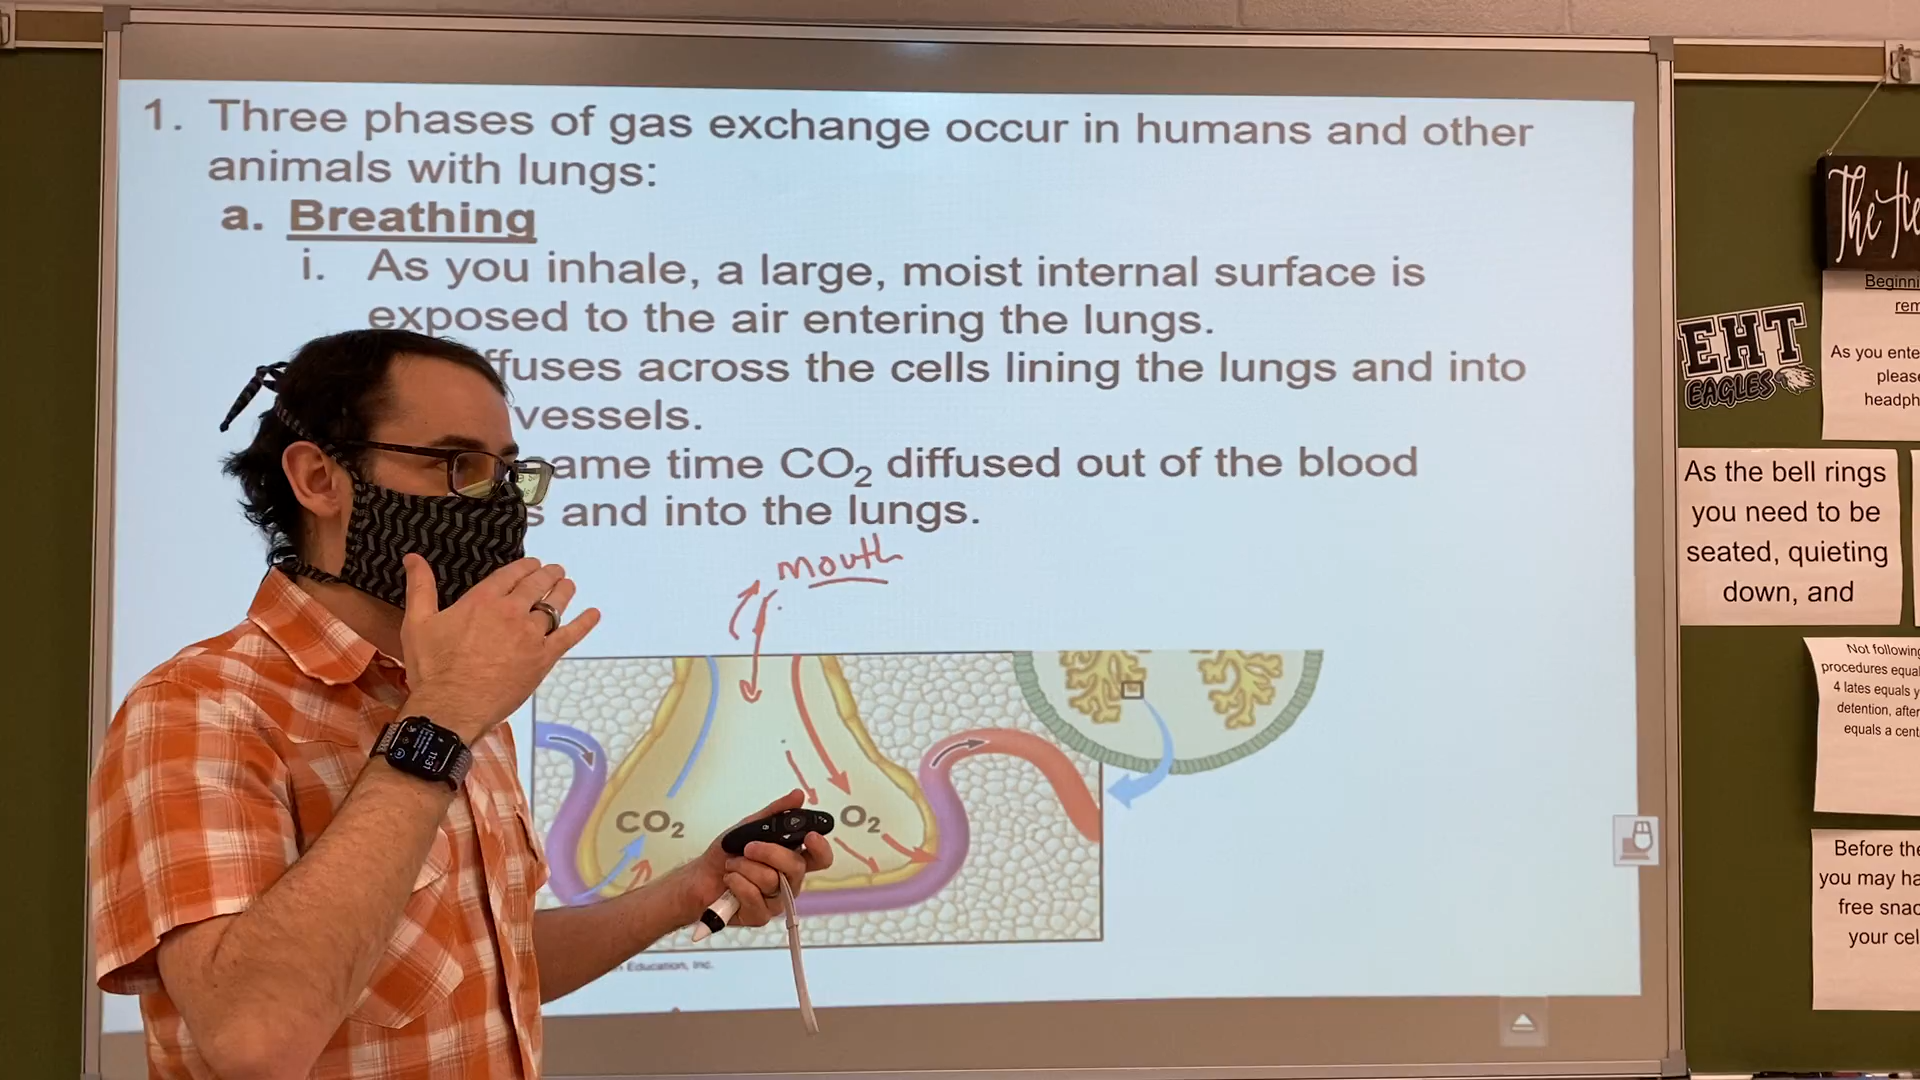 1. Three phases of gas exchange occur in humans and other
animals with lungs:
a. Breathing
i. As you inhale, a large, moist internal surface is
exposed to the air entering the lungs.
ffuses across the cells lining the lungs and into
vessels.
ame time CO₂ diffused out of the blood
s and into the lungs.
mouth
CO₂
O₂
Education, Inc.
11:31
The
EHT
EAGLES
Beginni
rem
As you ente
please
headph
As the bell rings
you need to be
seated, quieting
down, and
Not following
procedures equal
4 lates equals y
detention, after
equals a cent
Before the
you may ha
free snac
your cel